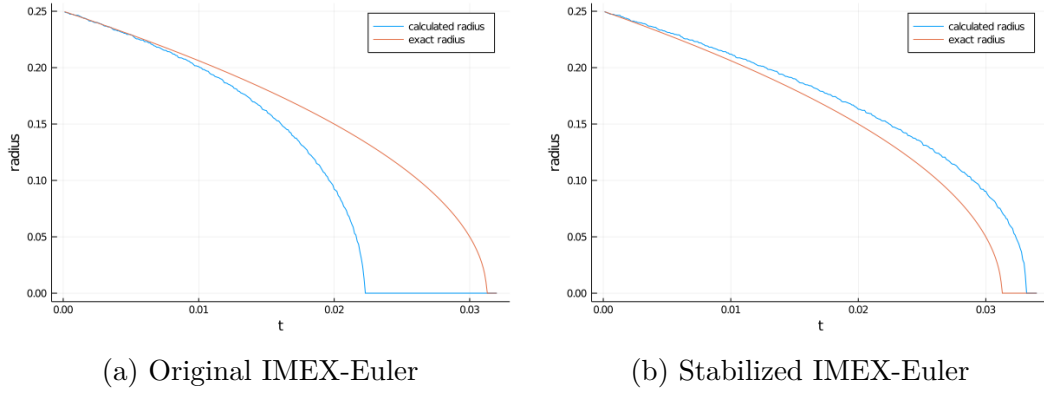 0.25
0.20
0.15
0.10
0.05
0.00
radius
0.00 0.01 0.02 0.03
t
calculated radius
exact radius
(a) Original IMEX-Euler
0.25
0.20
0.15
0.10
0.05
0.00
radius
0.00 0.01 0.02 0.03
t
calculated radius
exact radius
(b) Stabilized IMEX-Euler